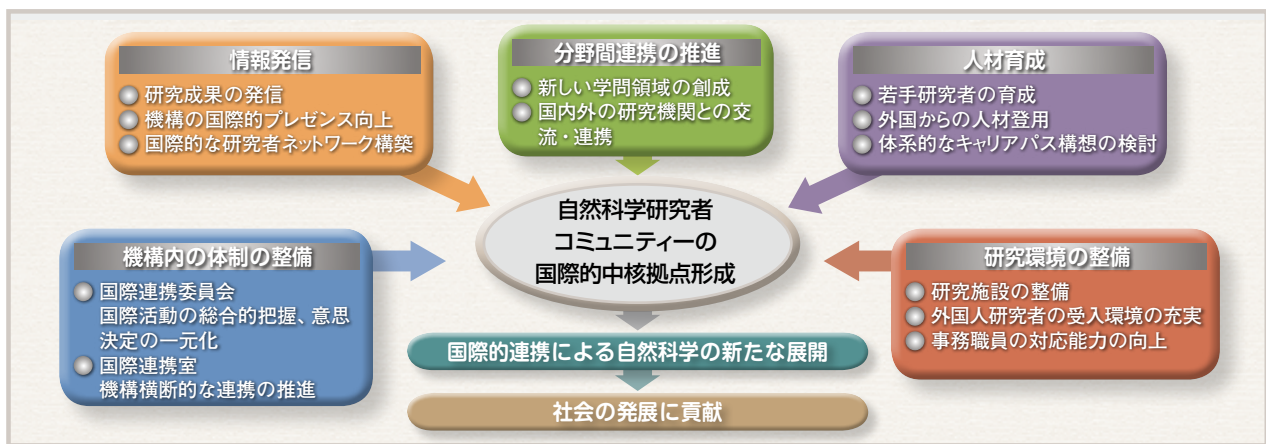 情報発信
研究成果の発信
機構の国際的プレゼンス向上
国際的な研究者ネットワーク構築
分野間連携の推進
新しい学問領域の創成
国内外の研究機関との交
流・連携
人材育成
若手研究者の育成
外国からの人材登用
体系的なキャリアパス構想の検討
機構内の体制の整備
国際連携委員会
国際活動の総合的把握、意思
決定の一元化
国際連携室
機構横断的な連携の推進
自然科学研究者
コミュニティーの
国際的中核拠点形成
研究環境の整備
研究施設の整備
外国人研究者の受入環境の充実
事務職員の対応能力の向上
国際的連携による自然科学の新たな展開
社会の発展に貢献